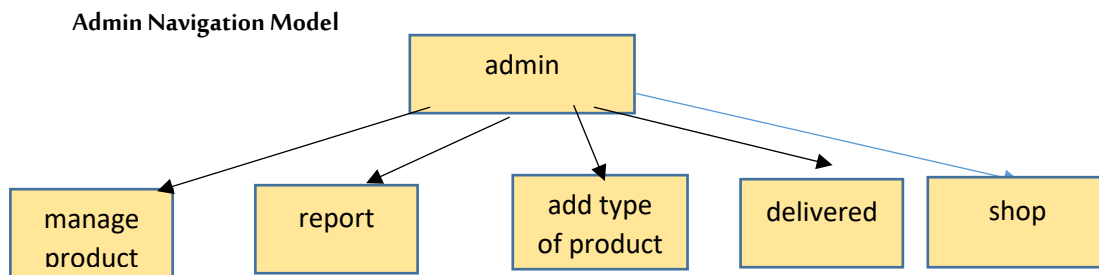 Admin Navigation Model
admin
manage
product
report
add type
of product
delivered
shop